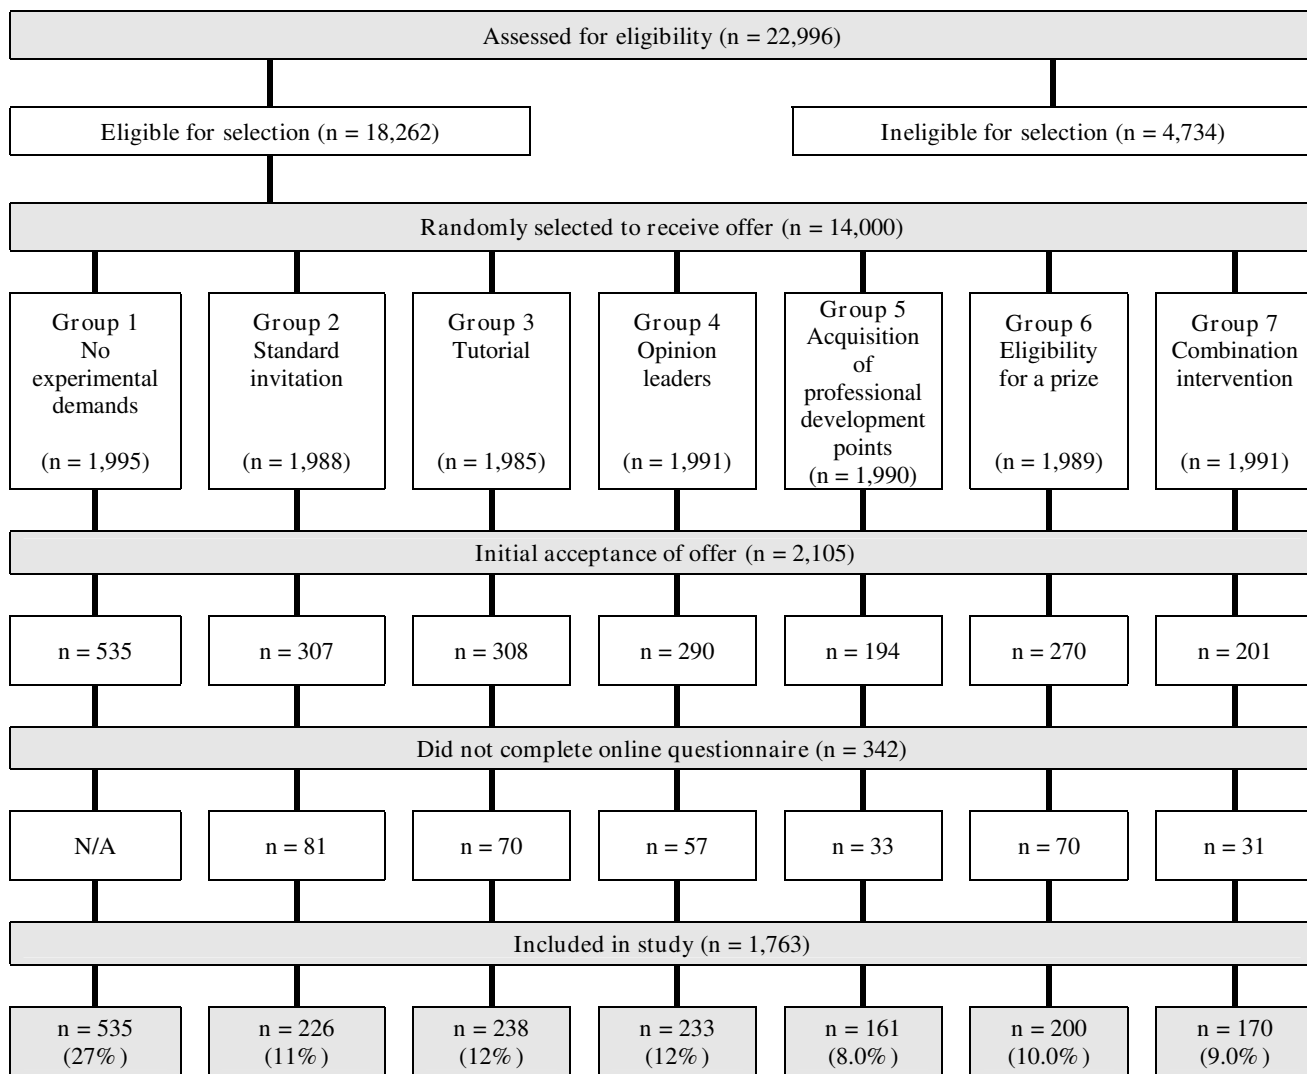 Assessed for eligibility (n = 22,996)
Eligible for selection (n = 18,262)
Ineligible for selection (n = 4,734)
Randomly selected to receive offer (n = 14,000)
Group 1
No
experimental
demands
(n = 1,995)
Group 2
Standard
invitation
(n = 1,988)
Group 3
Tutorial
(n = 1,985)
Group 4
Opinion
leaders
(n = 1,991)
Group 5
Acquisition
of
professional
development
points
(n = 1,990)
Group 6
Eligibility
for a prize
(n = 1,989)
Group 7
Combination
intervention
(n = 1,991)
Initial acceptance of offer (n = 2,105)
n = 535
n = 307
n = 308
n = 290
n = 194
n = 270
n = 201
Did not complete online questionnaire (n = 342)
N/A
n = 81
n = 70
n = 57
n = 33
n = 70
n = 31
Included in study (n = 1,763)
n = 535
(27%)
n = 226
(11%)
n = 238
(12%)
n = 233
(12%)
n = 161
(8.0%)
n = 200
(10.0%)
n = 170
(9.0%)